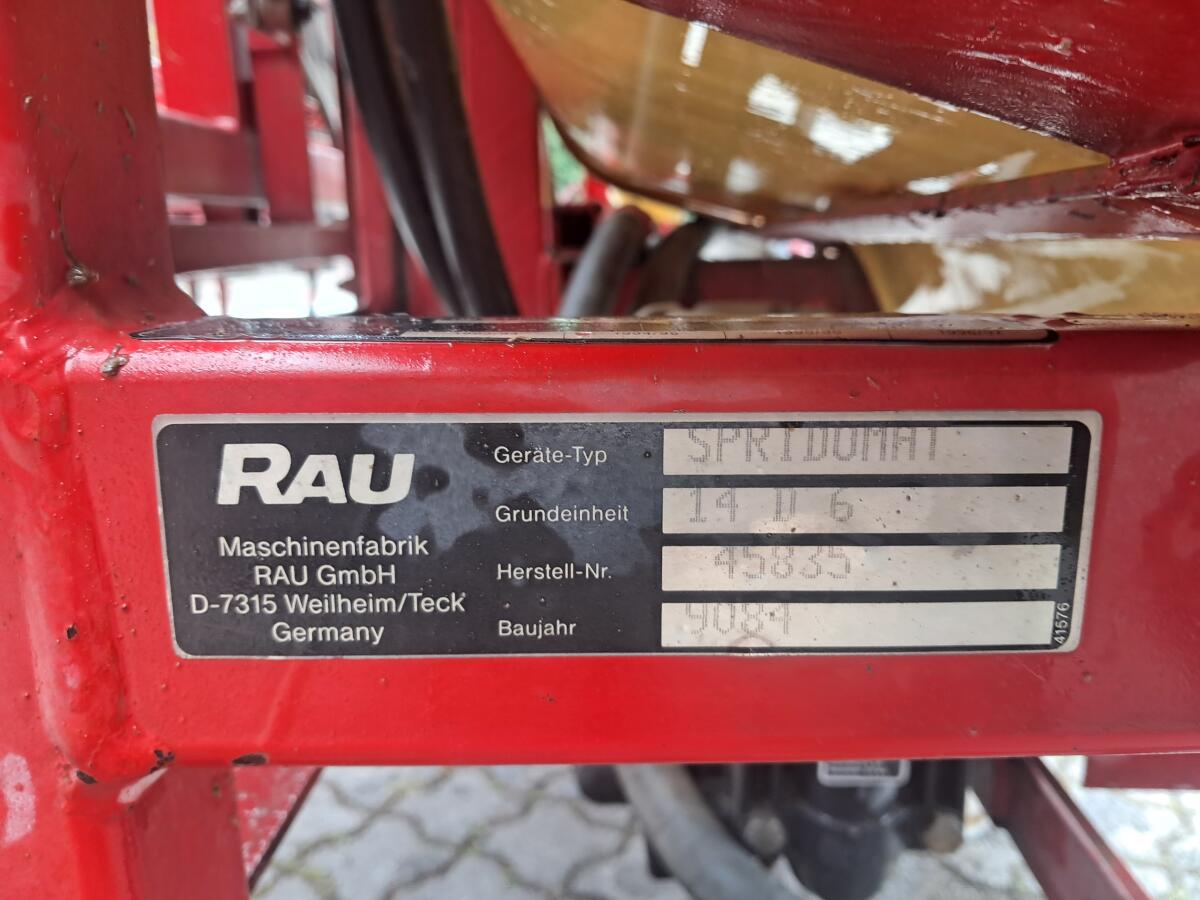 RAU
Maschinenfabrik
RAU GmbH
D-7315 Weilheim/Teck
Germany
Geräte-Typ SPRIDOMAT
Grundeinheit 14 D 6
Herstell-Nr. 45835
Baujahr 9084
41576